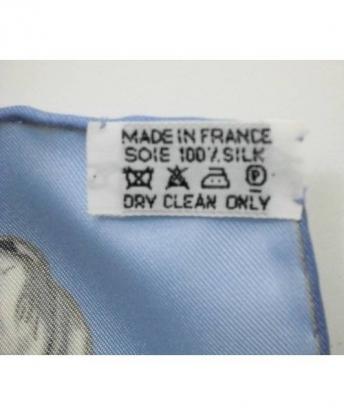 MADE IN FRANCE
SOIE 100% SILK
P
DRY CLEAN ONLY